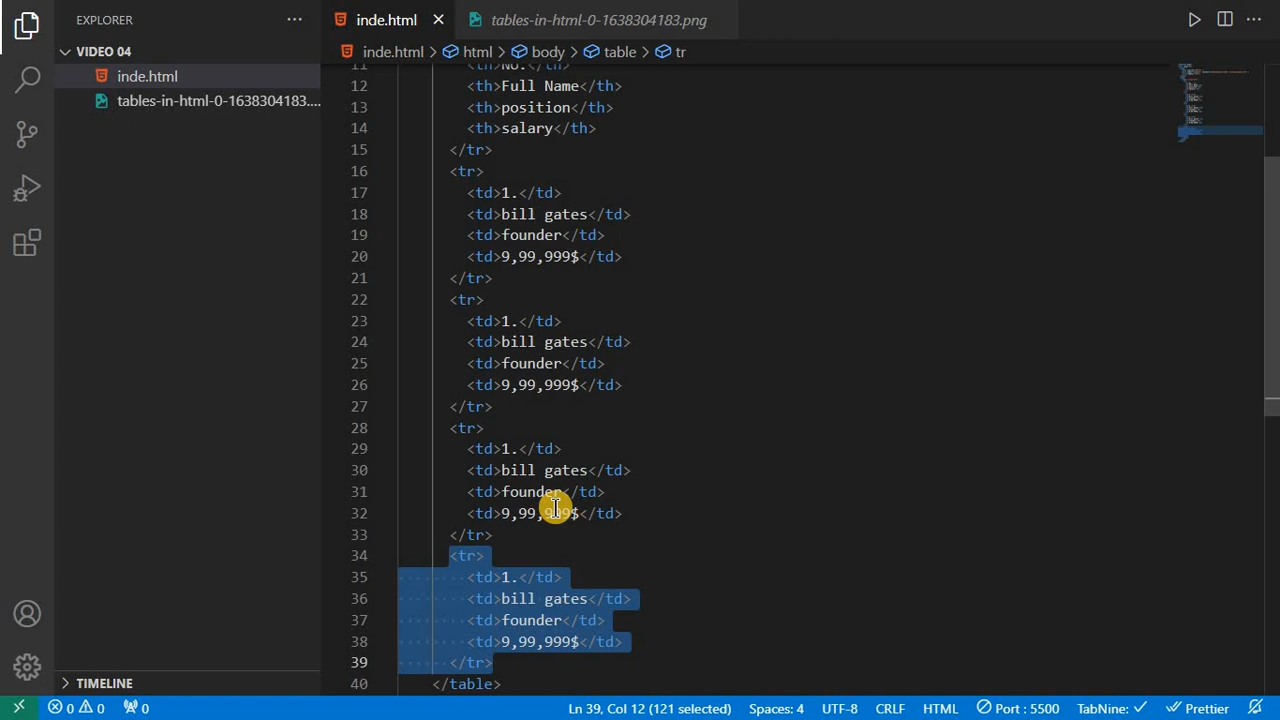 EXPLORER
···
VIDEO 04
inde.html
tables-in-html-0-1638304183....
TIMELINE
inde.html
tables-in-html-0-1638304183.png
···
inde.html > html > body > table > tr
11 <th>No.</th>
12 <th>Full Name</th>
13 <th>position</th>
14 <th>salary</th>
15 </tr>
16 <tr>
17 <td>1.</td>
18 <td>bill gates</td>
19 <td>founder</td>
20 <td>9,99,999$</td>
21 </tr>
22 <tr>
23 <td>1.</td>
24 <td>bill gates</td>
25 <td>founder</td>
26 <td>9,99,999$</td>
27 </tr>
28 <tr>
29 <td>1.</td>
30 <td>bill gates</td>
31 <td>founder</td>
32 <td>9,99,999$</td>
33 </tr>
34 <tr>
35 <td>1.</td>
36 <td>bill gates</td>
37 <td>founder</td>
38 <td>9,99,999$</td>
39 </tr>
40 </table>
0 0 0 Ln 39, Col 12 (121 selected) Spaces: 4 UTF-8 CRLF HTML Port : 5500 TabNine: ✓ Prettier